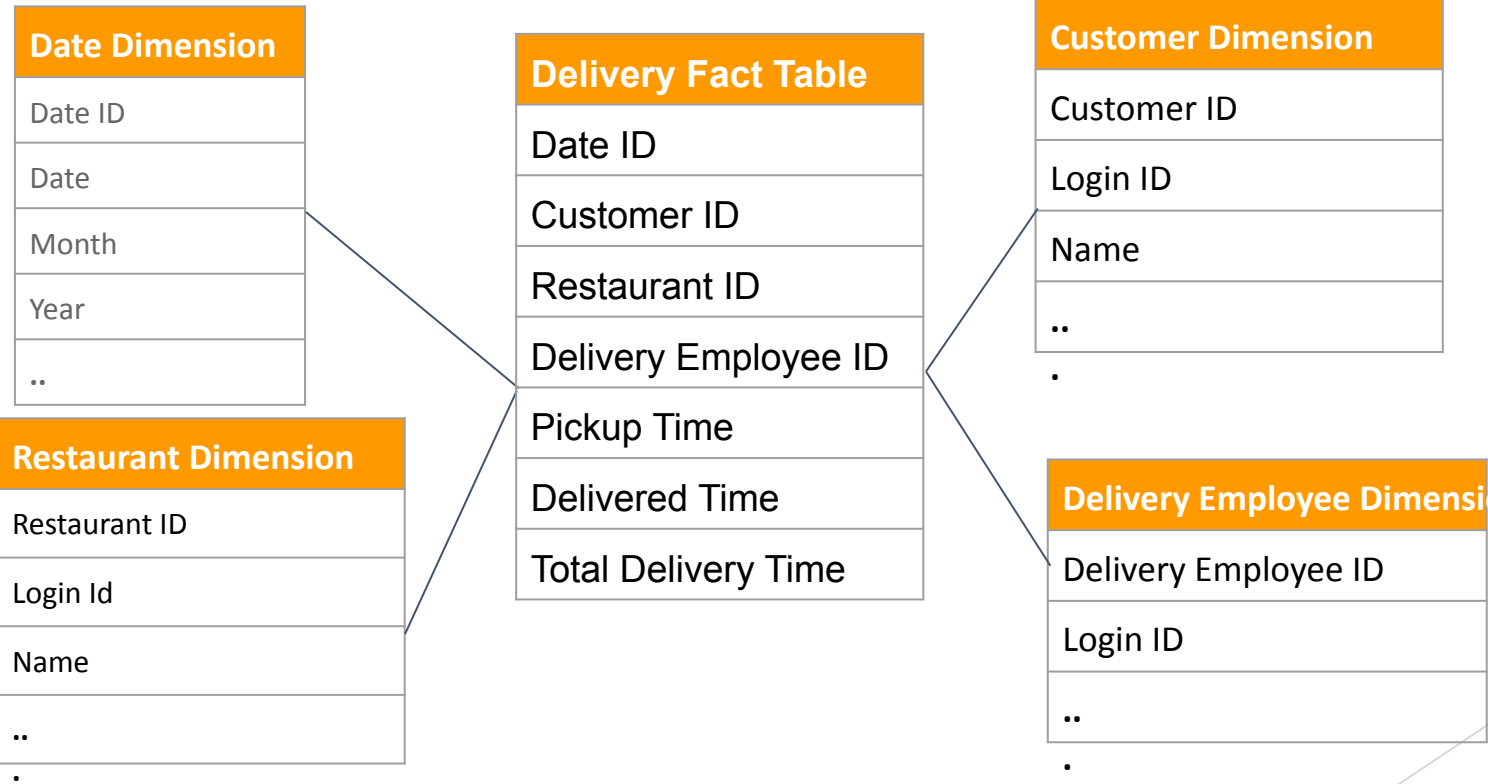 Date Dimension
Date ID
Date
Month
Year
..
Restaurant Dimension
Restaurant ID
Login Id
Name
..
.
Delivery Fact Table
Date ID
Customer ID
Restaurant ID
Delivery Employee ID
Pickup Time
Delivered Time
Total Delivery Time
Customer Dimension
Customer ID
Login ID
Name
..
.
Delivery Employee Dimensi
Delivery Employee ID
Login ID
..
.